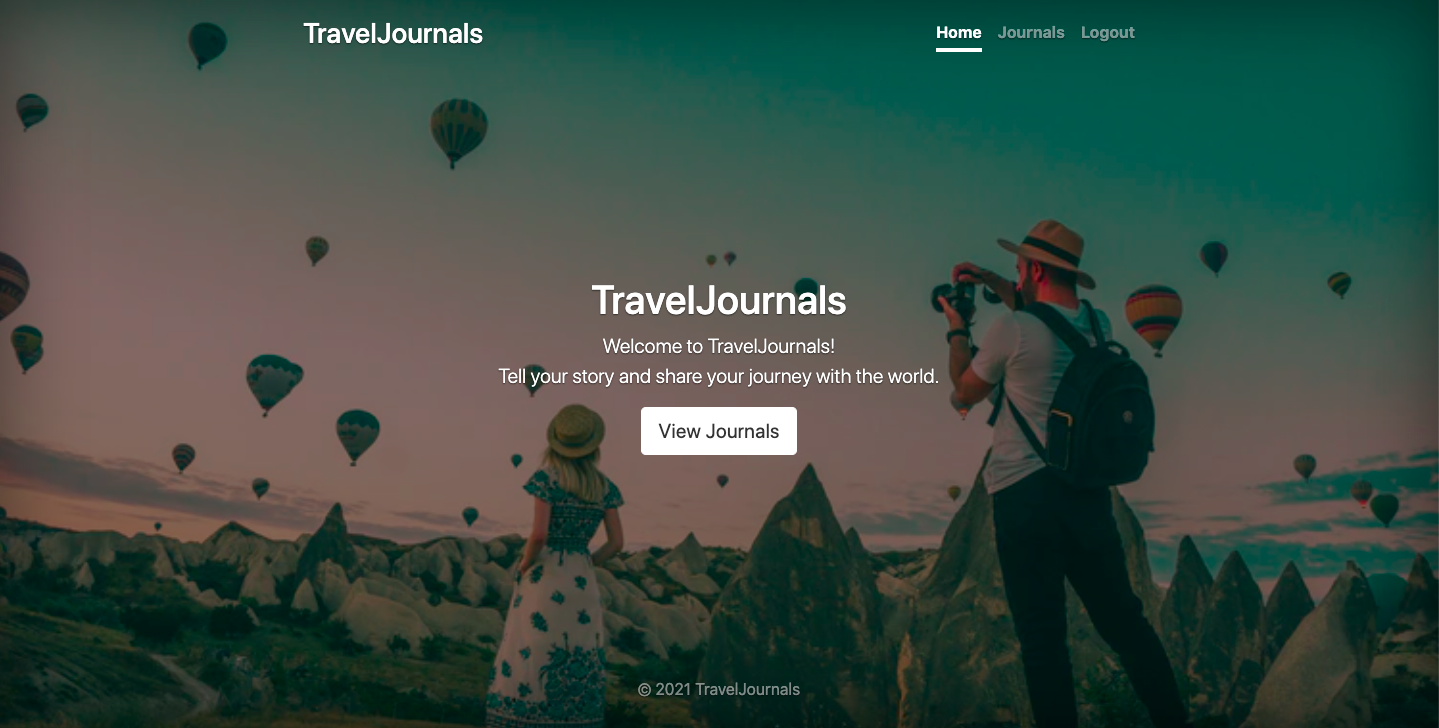 TravelJournals
Home Journals Logout
TravelJournals
Welcome to TravelJournals!
Tell your story and share your journey with the world.
View Journals
© 2021 TravelJournals